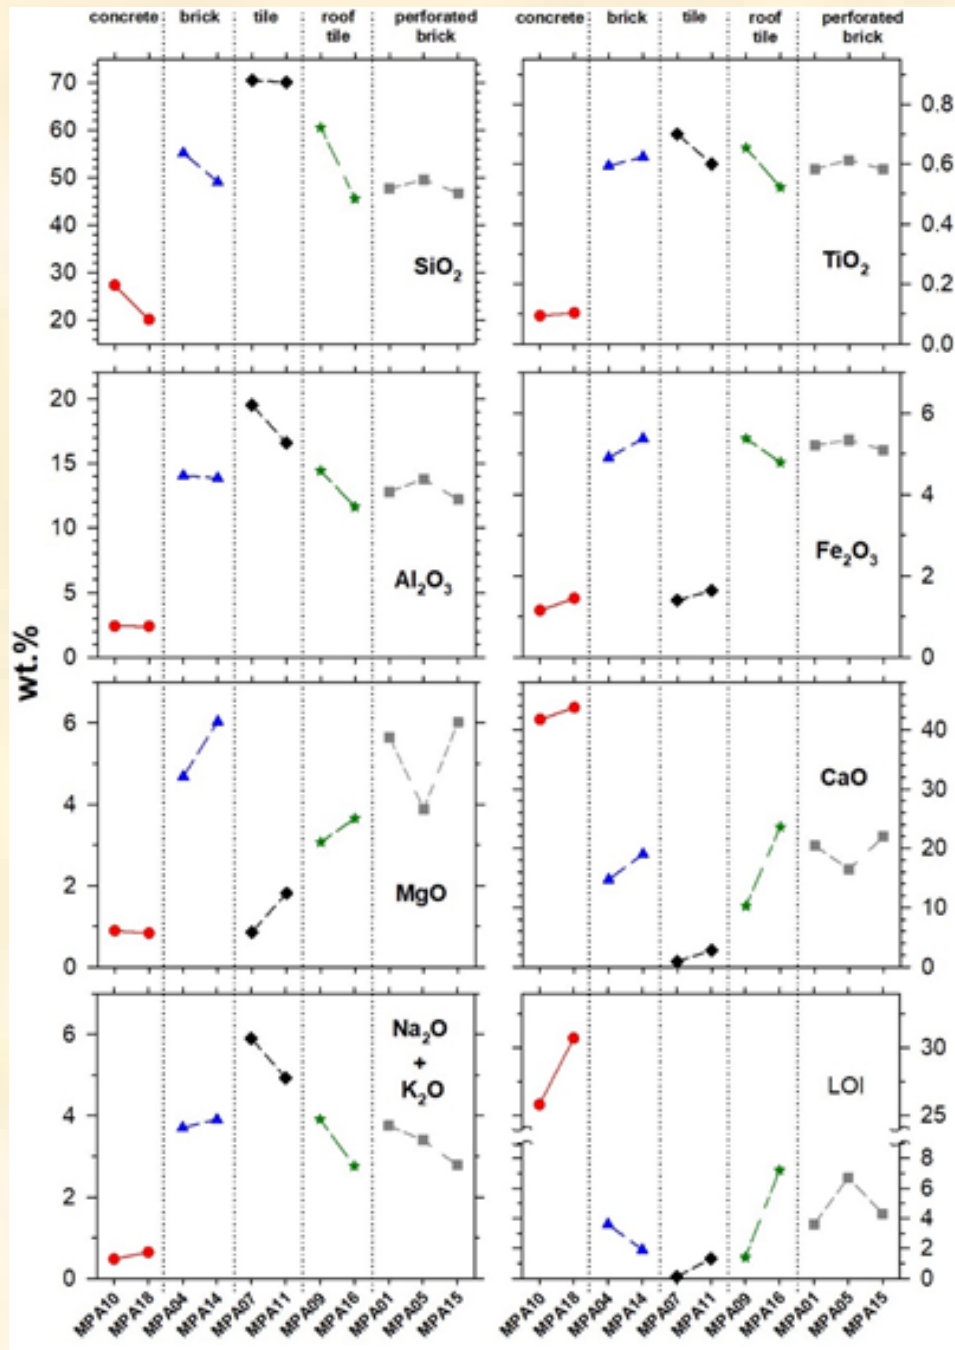 concrete brick tile roof tile perforated brick
concrete brick tile roof tile perforated brick
70
60
50
40
30
20
SiO2
0.8
0.6
0.4
0.2
0.0
TiO2
20
15
10
5
0
Al2O3
6
4
2
0
Fe2O3
wt.%
6
4
2
0
MgO
40
30
20
10
0
CaO
6
4
2
0
Na2O
+
K2O
30
25
8
6
4
2
0
LOI
MPA10 MPA18 MPA04 MPA14 MPA07 MPA11 MPA09 MPA16 MPA01 MPA05 MPA15
MPA10 MPA18 MPA04 MPA14 MPA07 MPA11 MPA09 MPA16 MPA01 MPA05 MPA15